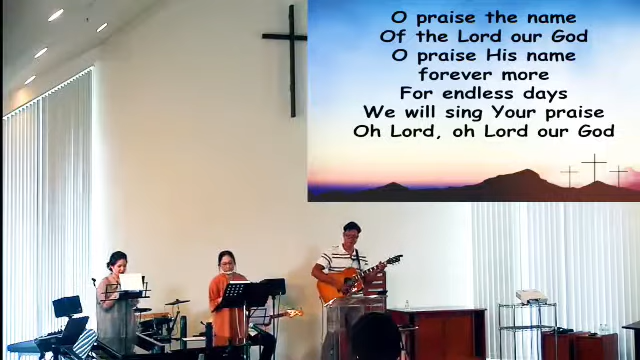 O praise the name
Of the Lord our God
O praise His name
forever more
For endless days
We will sing Your praise
Oh Lord, oh Lord our God